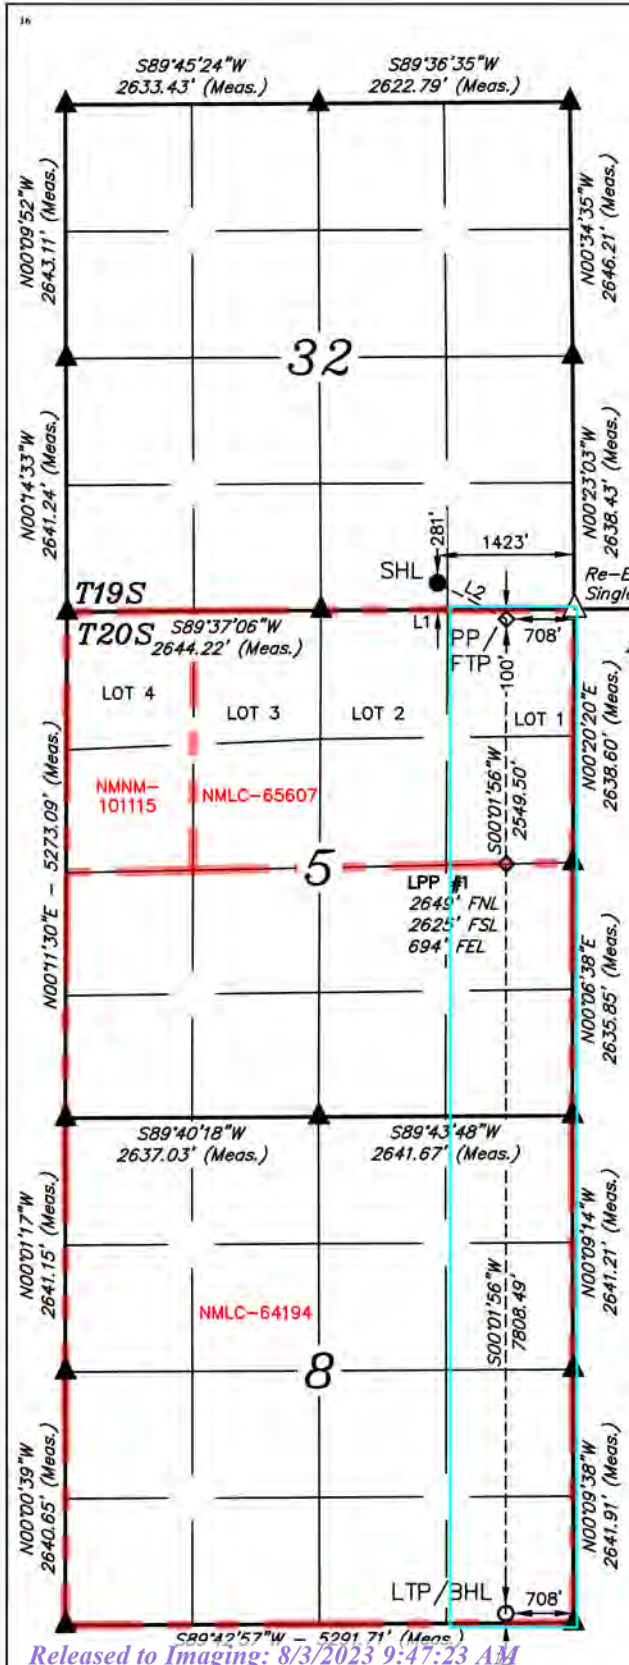 16
S89°45'24"W
2633.43' (Meas.)
S89°36'35"W
2622.79' (Meas.)
N00°09'52"W
2643.11' (Meas.)
N00°34'35"W
2646.21' (Meas.)
32
N00°14'33"W
2641.24' (Meas.)
N00°23'03"W
2638.43' (Meas.)
281'
1423'
SHL
L2
Re-E
Single
T19S
T20S
S89°37'06"W
2644.22' (Meas.)
L1
PP/
FTP
708'
100'
LOT 4
LOT 3
LOT 2
LOT 1
N00°20'20"E
2638.60' (Meas.)
S00°01'56"W
2549.50'
NMNM-
101115
NMLC-65607
N00°11'30"E - 5273.09' (Meas.)
5
LPP #1
2649' FNL
2625' FSL
694' FEL
N00°06'38"E
2635.85' (Meas.)
S89°40'18"W
2637.03' (Meas.)
S89°43'48"W
2641.67' (Meas.)
N00°01'17"W
2641.15' (Meas.)
N00°09'14"W
2641.21' (Meas.)
S00°01'56"W
7808.49'
NMLC-64194
8
N00°00'39"W
2640.65' (Meas.)
N00°09'38"W
2641.91' (Meas.)
LTP/BHL
708'
S89°42'57"W - 5291.71' (Meas.)
Released to Imaging: 8/3/2023 9:47:23 AM